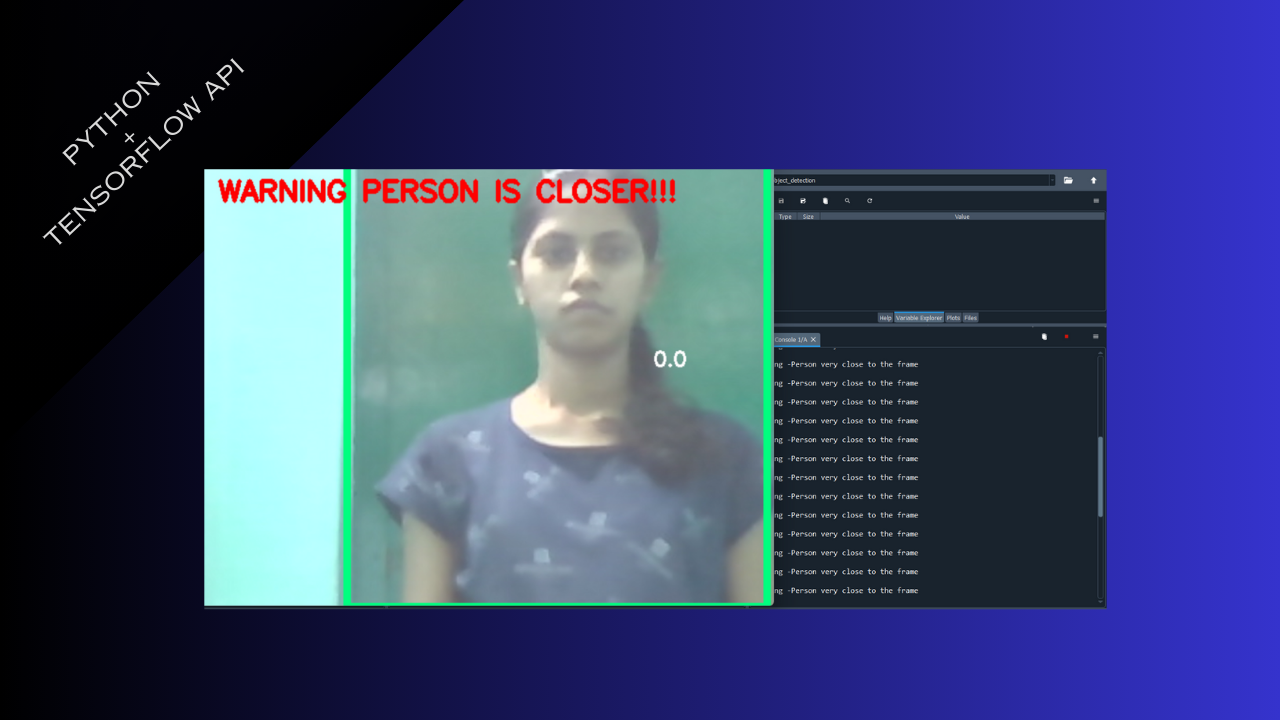 PYTHON
+
TENSORFLOW API
WARNING PERSON IS CLOSER!!!
0.0
bject_detection
Type Size Value
Help Variable Explorer Plots Files
Console 1/A
ng -Person very close to the frame
ng -Person very close to the frame
ng -Person very close to the frame
ng -Person very close to the frame
ng -Person very close to the frame
ng -Person very close to the frame
ng -Person very close to the frame
ng -Person very close to the frame
ng -Person very close to the frame
ng -Person very close to the frame
ng -Person very close to the frame
ng -Person very close to the frame
ng -Person very close to the frame